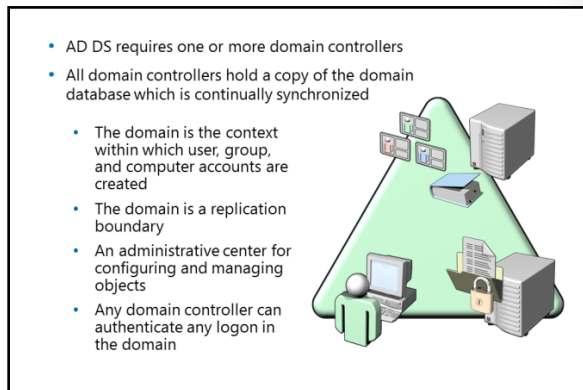 • AD DS requires one or more domain controllers
• All domain controllers hold a copy of the domain
database which is continually synchronized
• The domain is the context
within which user, group,
and computer accounts are
created
• The domain is a replication
boundary
• An administrative center for
configuring and managing
objects
• Any domain controller can
authenticate any logon in
the domain